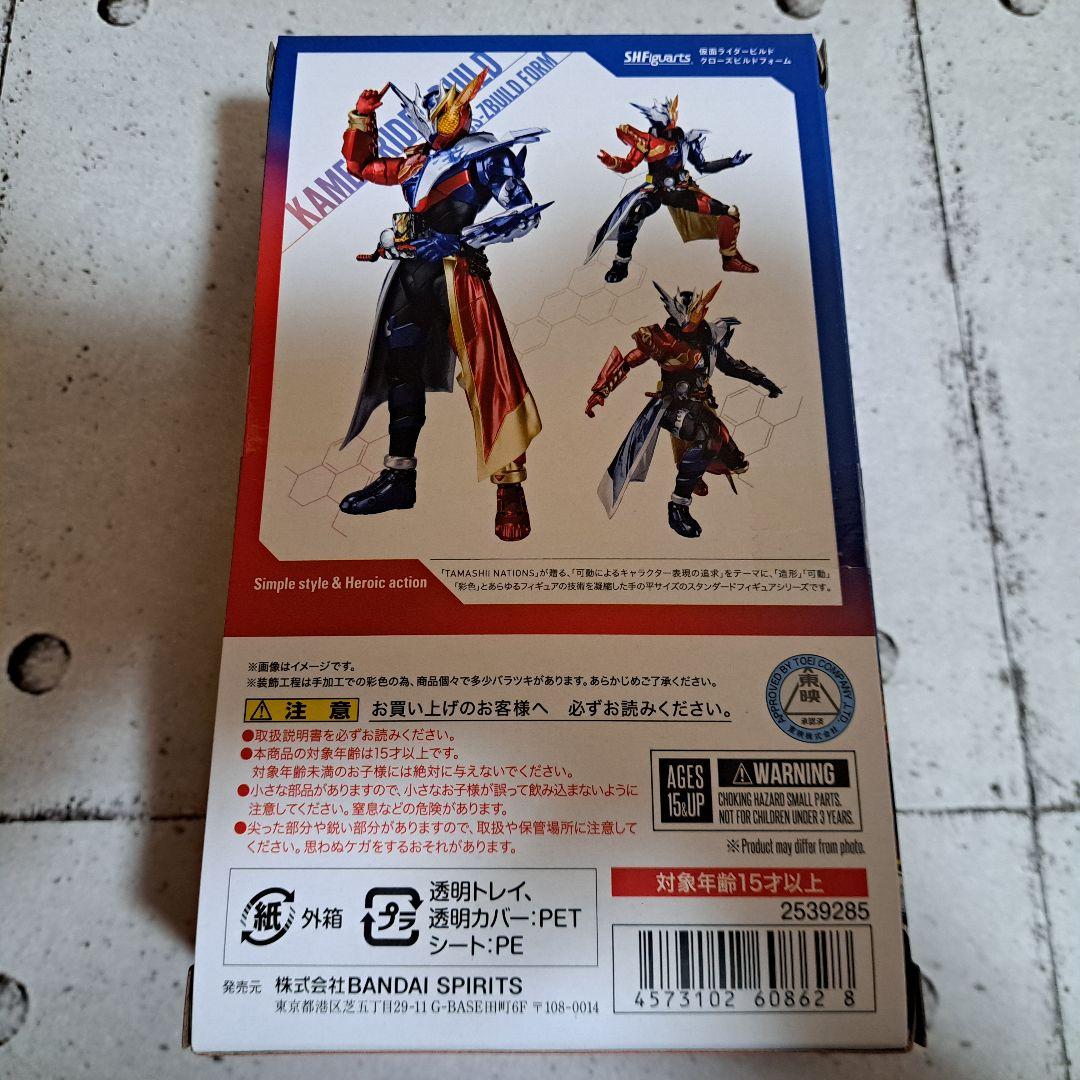 SHFiguarts
仮面ライダービルド
クローズビルドフォーム
S-ZBUILD FORM
Simple style & Heroic action
「TAMASHII NATIONS」が贈る、「可動によるキャラクター表現の追求」をテーマに、「造形」「可動」
「彩色」とあらゆるフィギュアの技術を凝縮した手の平サイズのスタンダードフィギュアシリーズです。
※画像はイメージです。
※装飾工程は手加工での彩色の為、商品個々で多少バラツキがあります。あらかじめご了承ください。
注意 お買い上げのお客様へ 必ずお読みください。
●取扱説明書を必ずお読みください。
●本商品の対象年齢は15才以上です。
対象年齢未満のお子様には絶対に与えないでください。
●小さな部品がありますので、小さなお子様が誤って飲み込まないように
注意してください。窒息などの危険があります。
●尖った部分や鋭い部分がありますので、取扱や保管場所に注意して
ください。思わぬケガをするおそれがあります。
APPROVED BY TOEI COMPANY, LTD.
東映
承認済
東映株式会社
AGES
15&UP
WARNING
CHOKING HAZARD SMALL PARTS.
NOT FOR CHILDREN UNDER 3 YEARS.
※Product may differ from photo.
紙 外箱
プラ
透明トレイ、
透明カバー:PET
シート:PE
対象年齢15才以上
2539285
4573102 60862 8
発売元 株式会社BANDAI SPIRITS
東京都港区芝五丁目29-11 G-BASE田町6F 〒108-0014